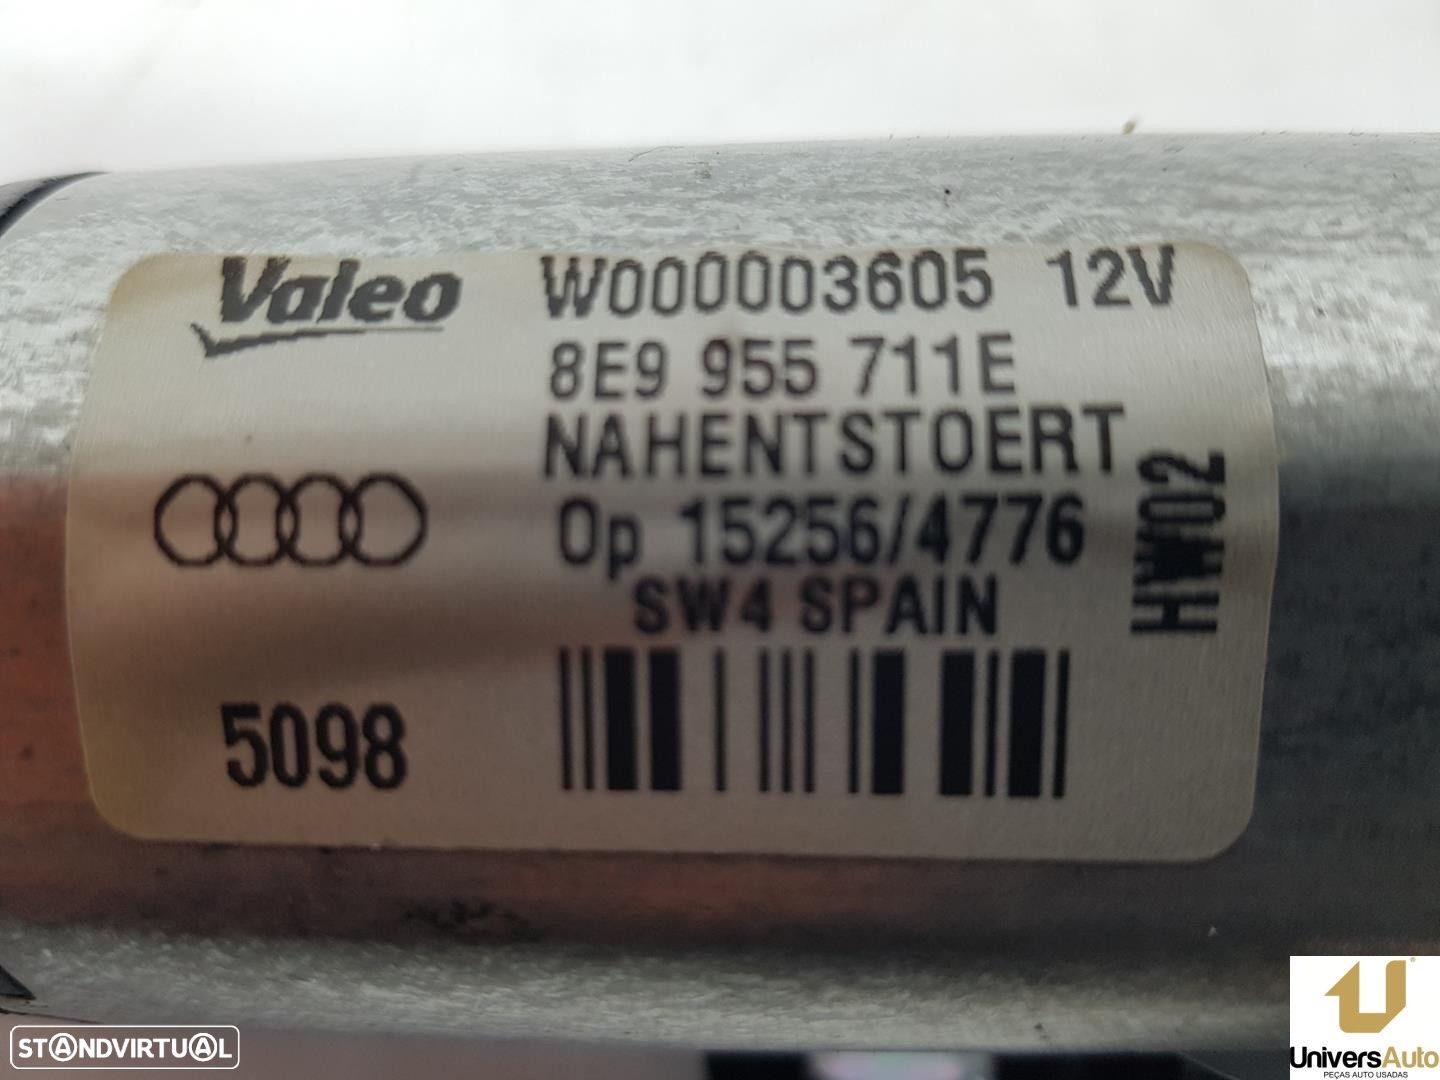 Valeo W000003605 12V
8E9 955 711E
NAHENTSTOERT
Op 15256/4776
SW4 SPAIN
HW02
5098
STANDVIRTUAL
UniversAuto
PEÇAS AUTO USADAS